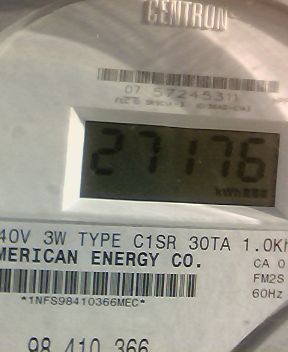 CENTRON
07 57245311
27176
kWh
40V 3W TYPE C1SR 30TA 1.0Kh
MERICAN ENERGY CO.
CA 0
FM2S
*1NFS98410366MEC*
60Hz
98 410 366